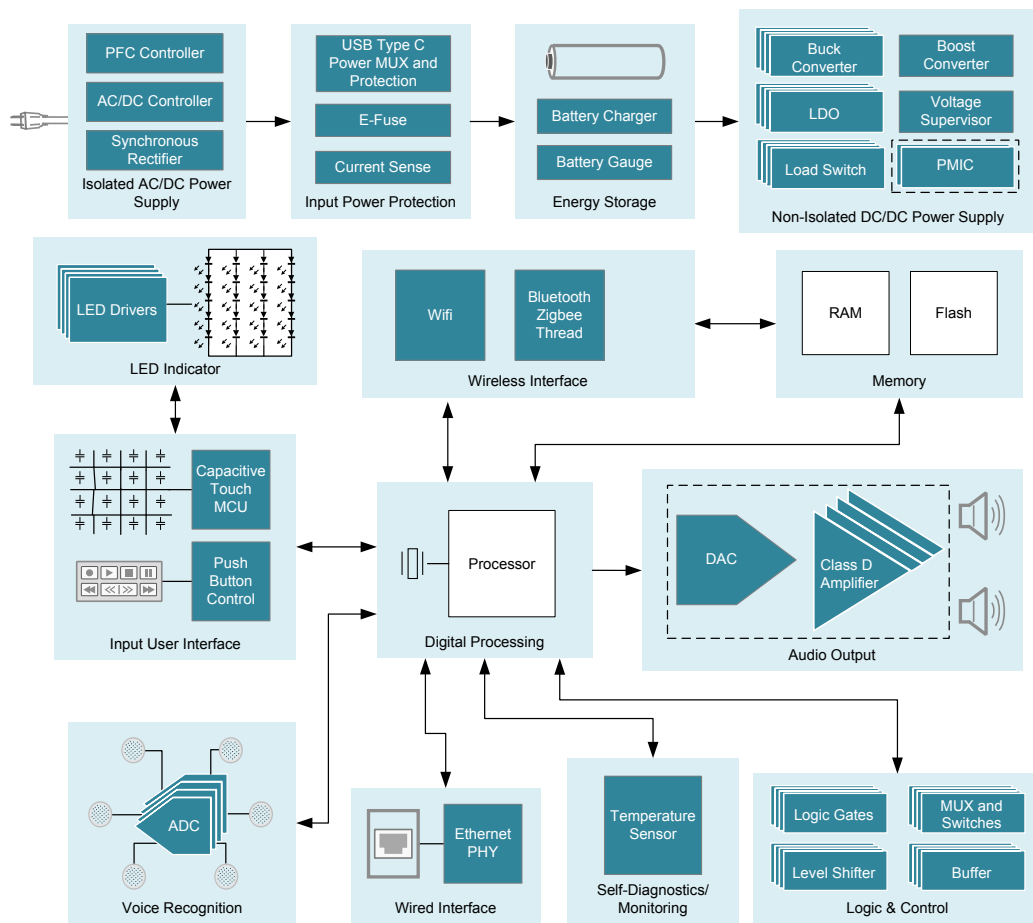 PFC Controller
AC/DC Controller
Synchronous
Rectifier
Isolated AC/DC Power
Supply
USB Type C
Power MUX and
Protection
E-Fuse
Current Sense
Input Power Protection
Battery Charger
Battery Gauge
Energy Storage
Buck
Converter
Boost
Converter
LDO
Voltage
Supervisor
Load Switch
PMIC
Non-Isolated DC/DC Power Supply
LED Drivers
LED Indicator
Wifi
Bluetooth
Zigbee
Thread
Wireless Interface
RAM
Flash
Memory
Capacitive
Touch
MCU
Push
Button
Control
Input User Interface
Processor
Digital Processing
DAC
Class D
Amplifier
Audio Output
ADC
Voice Recognition
Ethernet
PHY
Wired Interface
Temperature
Sensor
Self-Diagnostics/
Monitoring
Logic Gates
MUX and
Switches
Level Shifter
Buffer
Logic & Control